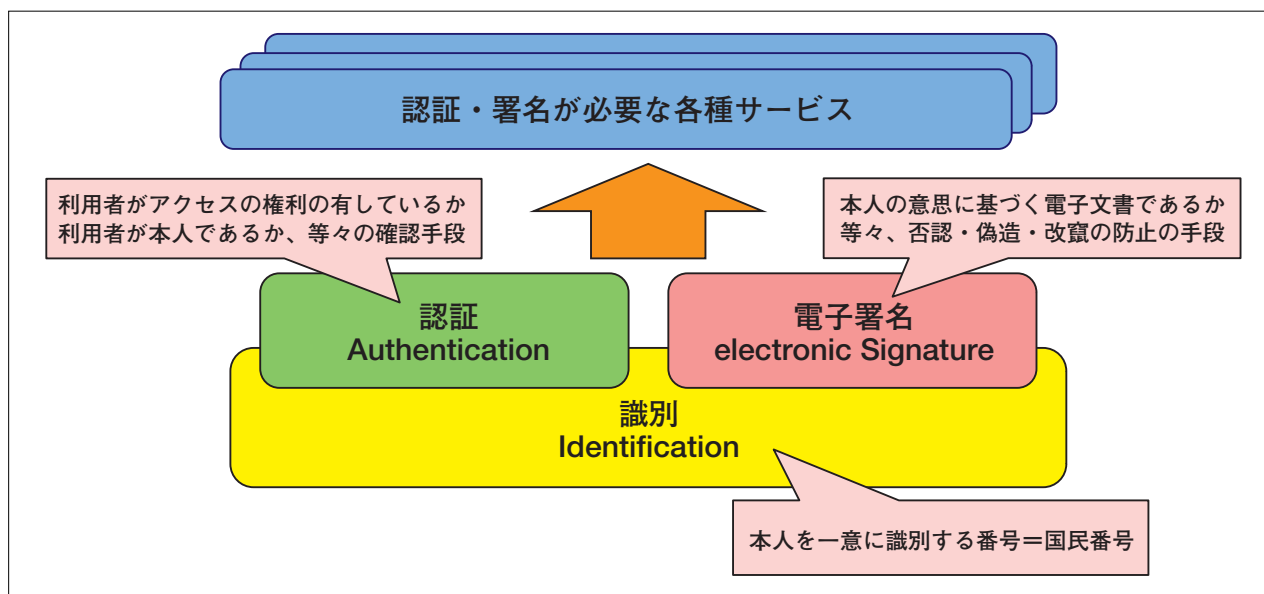 認証・署名が必要な各種サービス
利用者がアクセスの権利の有しているか
利用者が本人であるか、等々の確認手段
本人の意思に基づく電子文書であるか
等々、否認・偽造・改竄の防止の手段
認証
Authentication
電子署名
electronic Signature
識別
Identification
本人を一意に識別する番号＝国民番号